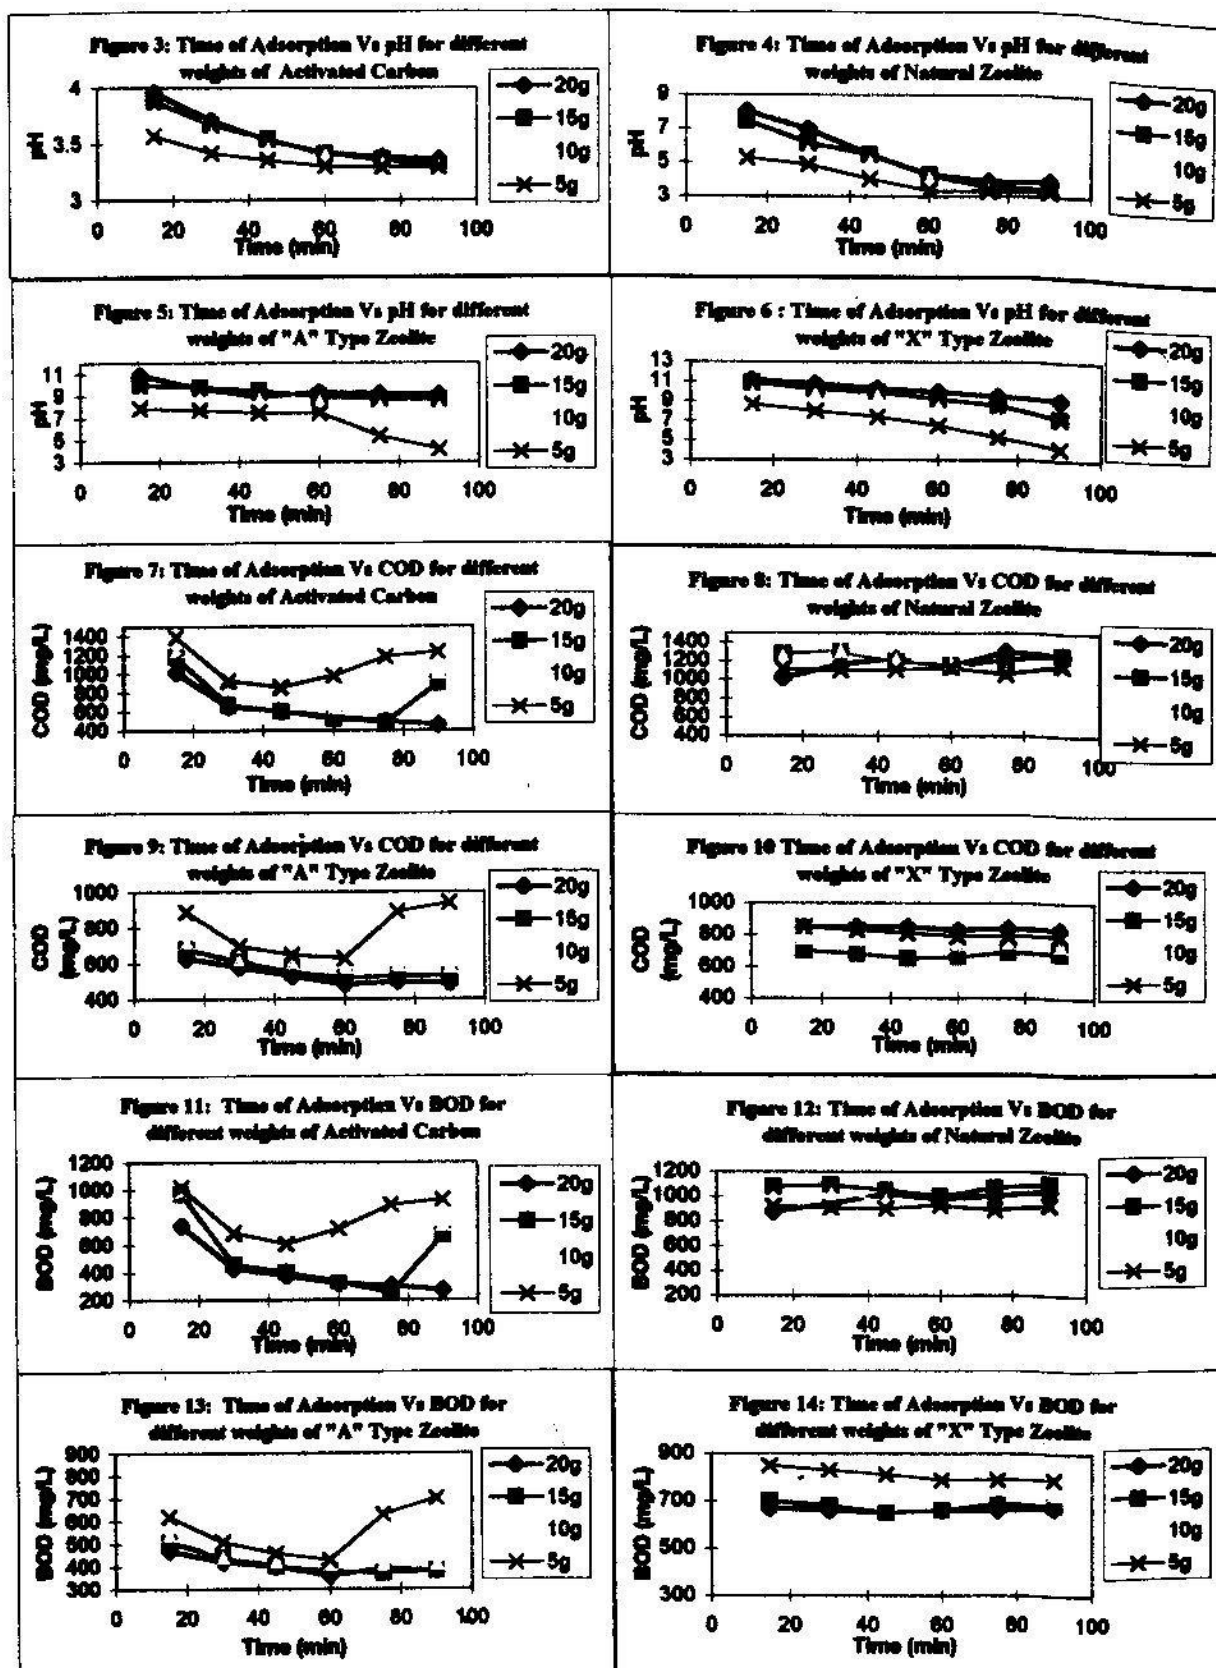 Figure 3: Time of Adsorption Vs pH for different
weights of Activated Carbon
4
3.5
3
pH
0 20 40 60 80 100
Time (min)
20g
15g
10g
5g
Figure 4: Time of Adsorption Vs pH for different
weights of Natural Zeolite
9
7
5
3
pH
0 20 40 60 80 100
Time (min)
20g
15g
10g
5g
Figure 5: Time of Adsorption Vs pH for different
weights of "A" Type Zeolite
11
9
7
5
3
pH
0 20 40 60 80 100
Time (min)
20g
15g
10g
5g
Figure 6 : Time of Adsorption Vs pH for different
weights of "X" Type Zeolite
13
11
9
7
5
3
pH
0 20 40 60 80 100
Time (min)
20g
15g
10g
5g
Figure 7: Time of Adsorption Vs COD for different
weights of Activated Carbon
1400
1200
1000
800
600
400
COD (mg/L)
0 20 40 60 80 100
Time (min)
20g
15g
10g
5g
Figure 8: Time of Adsorption Vs COD for different
weights of Natural Zeolite
1400
1200
1000
800
600
400
COD (mg/L)
0 20 40 60 80 100
Time (min)
20g
15g
10g
5g
Figure 9: Time of Adsorption Vs COD for different
weights of "A" Type Zeolite
1000
800
600
400
COD
(mg/L)
0 20 40 60 80 100
Time (min)
20g
15g
10g
5g
Figure 10 Time of Adsorption Vs COD for different
weights of "X" Type Zeolite
1000
800
600
400
COD
(mg/L)
0 20 40 60 80 100
Time (min)
20g
15g
10g
5g
Figure 11: Time of Adsorption Vs BOD for
different weights of Activated Carbon
1200
1000
800
600
400
200
BOD (mg/L)
0 20 40 60 80 100
Time (min)
20g
15g
10g
5g
Figure 12: Time of Adsorption Vs BOD for
different weights of Natural Zeolite
1200
1000
800
600
400
200
BOD (mg/L)
0 20 40 60 80 100
Time (min)
20g
15g
10g
5g
Figure 13: Time of Adsorption Vs BOD for
different weights of "A" Type Zeolite
900
800
700
600
500
400
300
BOD (mg/L)
0 20 40 60 80 100
Time (min)
20g
15g
10g
5g
Figure 14: Time of Adsorption Vs BOD for
different weights of "X" Type Zeolite
900
700
500
300
BOD (mg/L)
0 20 40 60 80 100
Time (min)
20g
15g
10g
5g